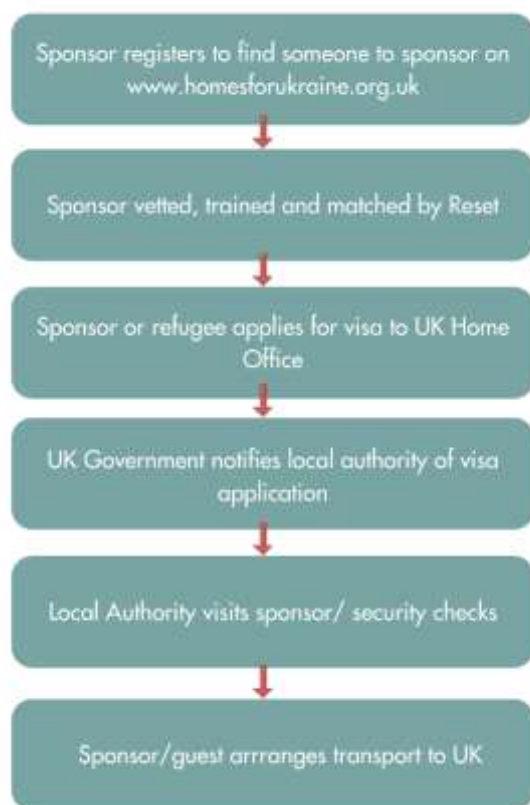 Sponsor registers to find someone to sponsor on
www.homesforukraine.org.uk
Sponsor vetted, trained and matched by Reset
Sponsor or refugee applies for visa to UK Home
Office
UK Government notifies local authority of visa
application
Local Authority visits sponsor/ security checks
Sponsor/guest arrranges transport to UK